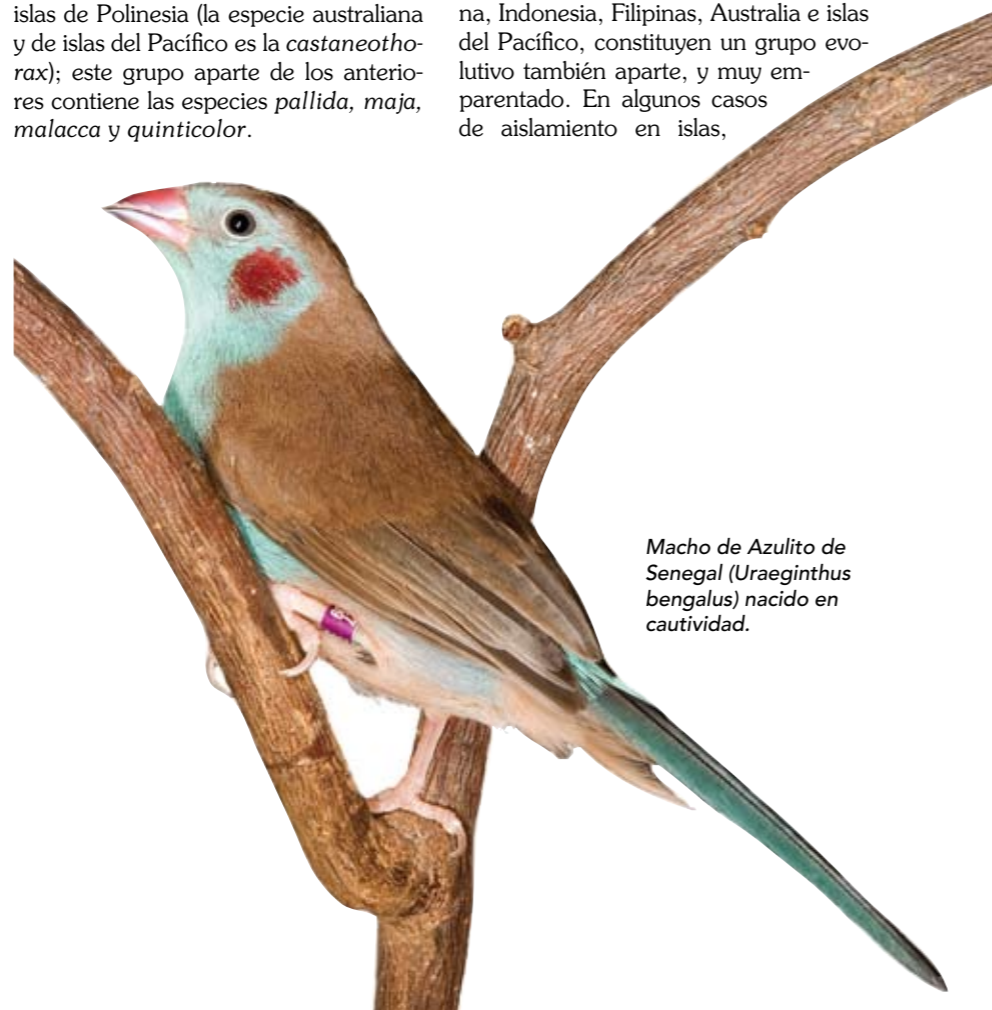 islas de Polinesia (la especie australiana
y de islas del Pacífico es la castaneotho-
rax); este grupo aparte de los anterio-
res contiene las especies pallida, maja,
malacca y quinticolor.
na, Indonesia, Filipinas, Australia e islas
del Pacífico, constituyen un grupo evo-
lutivo también aparte, y muy em-
parentado. En algunos casos
de aislamiento en islas,
Macho de Azulito de
Senegal (Uraeginthus
bengalus) nacido en
cautividad.